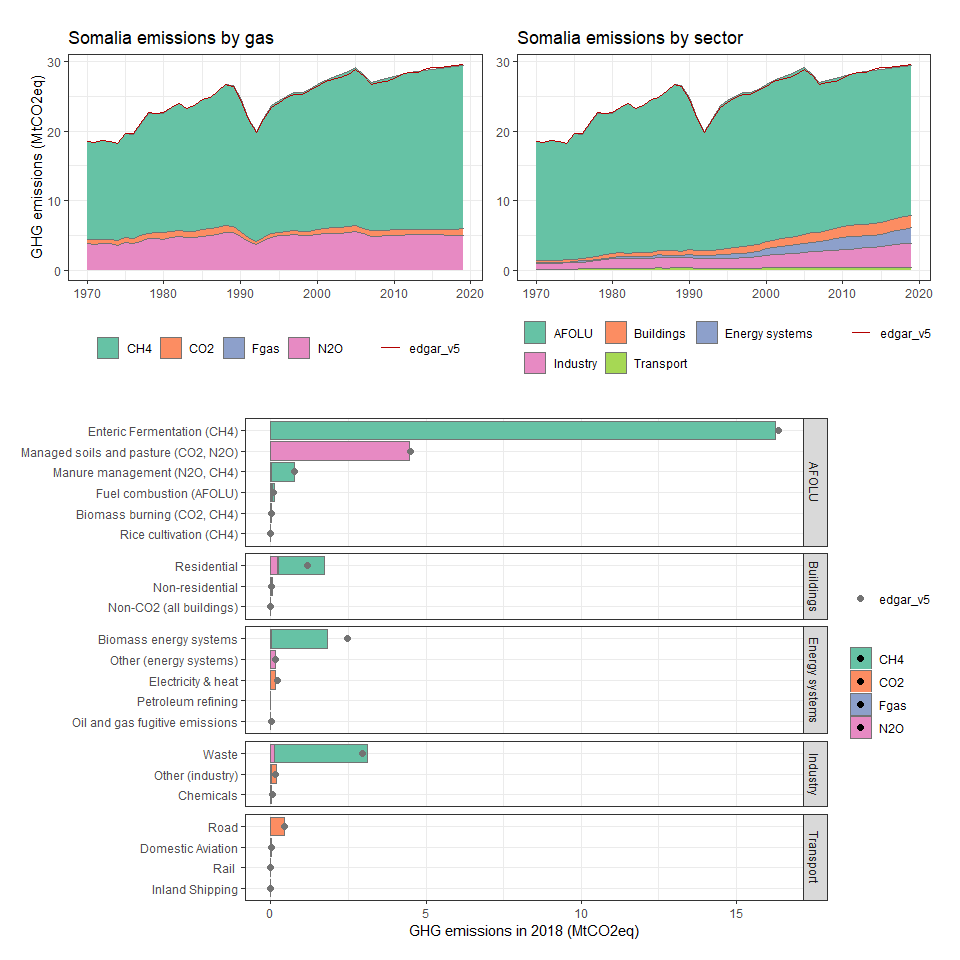 Somalia emissions by gas
GHG emissions (MtCO2eq)
30
20
10
0
1970 1980 1990 2000 2010 2020
CH4 CO2 Fgas N2O edgar_v5
Somalia emissions by sector
30
20
10
0
1970 1980 1990 2000 2010 2020
AFOLU Buildings Energy systems edgar_v5
Industry Transport
Enteric Fermentation (CH4)
Managed soils and pasture (CO2, N2O)
Manure management (N2O, CH4)
Fuel combustion (AFOLU)
Biomass burning (CO2, CH4)
Rice cultivation (CH4)
AFOLU
Residential
Non-residential
Non-CO2 (all buildings)
Buildings
Biomass energy systems
Other (energy systems)
Electricity & heat
Petroleum refining
Oil and gas fugitive emissions
Energy systems
Waste
Other (industry)
Chemicals
Industry
Road
Domestic Aviation
Rail
Inland Shipping
Transport
0 5 10 15
GHG emissions in 2018 (MtCO2eq)
edgar_v5
CH4
CO2
Fgas
N2O